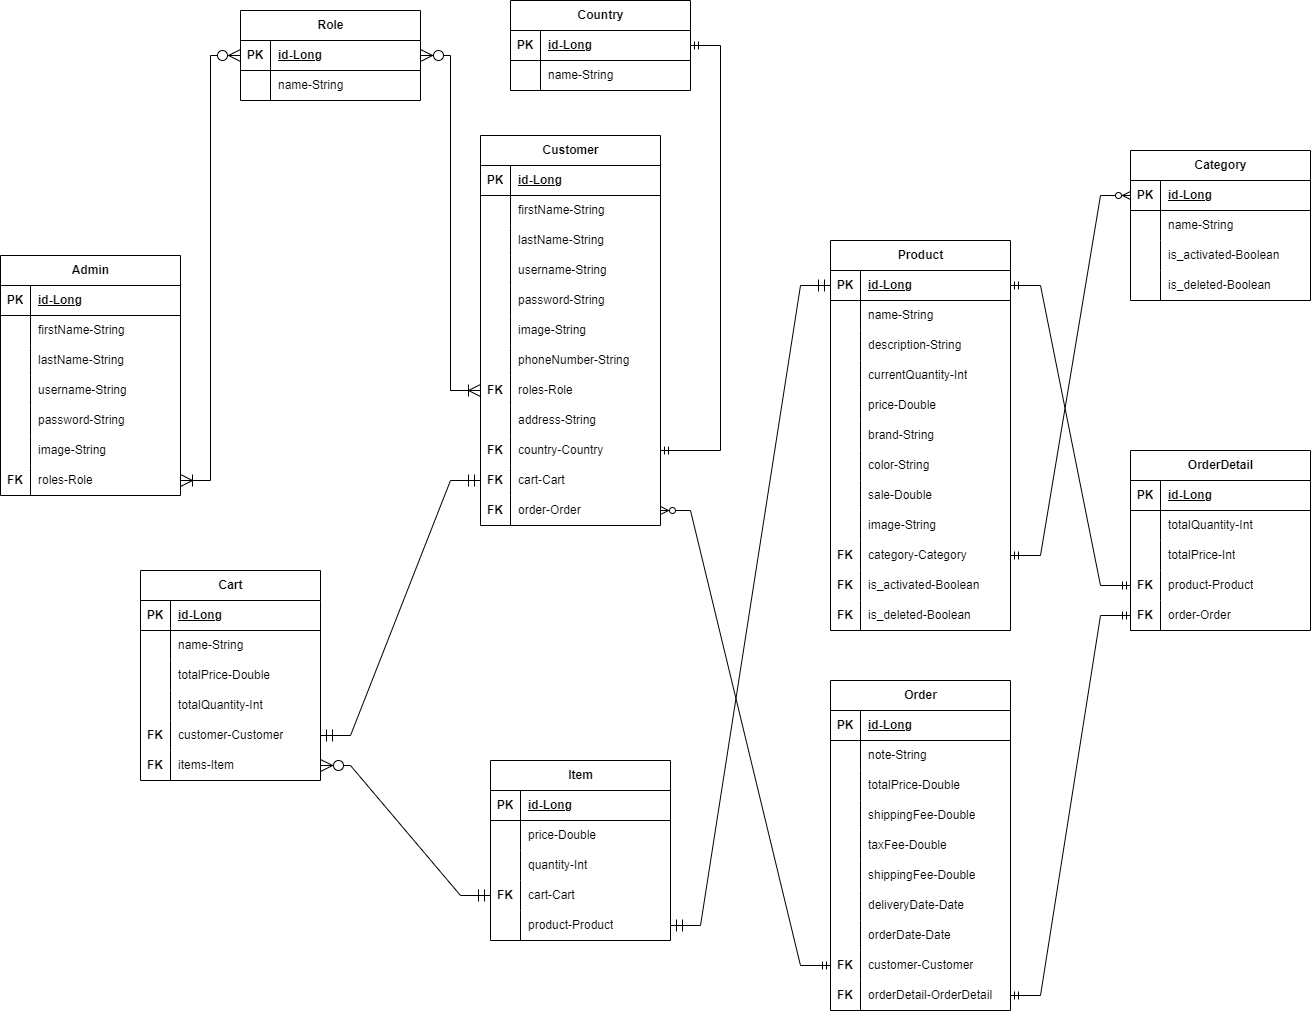 Role
PK id-Long
name-String
Country
PK id-Long
name-String
Customer
PK id-Long
firstName-String
lastName-String
username-String
password-String
image-String
phoneNumber-String
FK roles-Role
address-String
FK country-Country
FK cart-Cart
FK order-Order
Category
PK id-Long
name-String
is_activated-Boolean
is_deleted-Boolean
Admin
PK id-Long
firstName-String
lastName-String
username-String
password-String
image-String
FK roles-Role
Product
PK id-Long
name-String
description-String
currentQuantity-Int
price-Double
brand-String
color-String
sale-Double
image-String
FK category-Category
FK is_activated-Boolean
FK is_deleted-Boolean
OrderDetail
PK id-Long
totalQuantity-Int
totalPrice-Int
FK product-Product
FK order-Order
Cart
PK id-Long
name-String
totalPrice-Double
totalQuantity-Int
FK customer-Customer
FK items-Item
Item
PK id-Long
price-Double
quantity-Int
FK cart-Cart
product-Product
Order
PK id-Long
note-String
totalPrice-Double
shippingFee-Double
taxFee-Double
shippingFee-Double
deliveryDate-Date
orderDate-Date
FK customer-Customer
FK orderDetail-OrderDetail